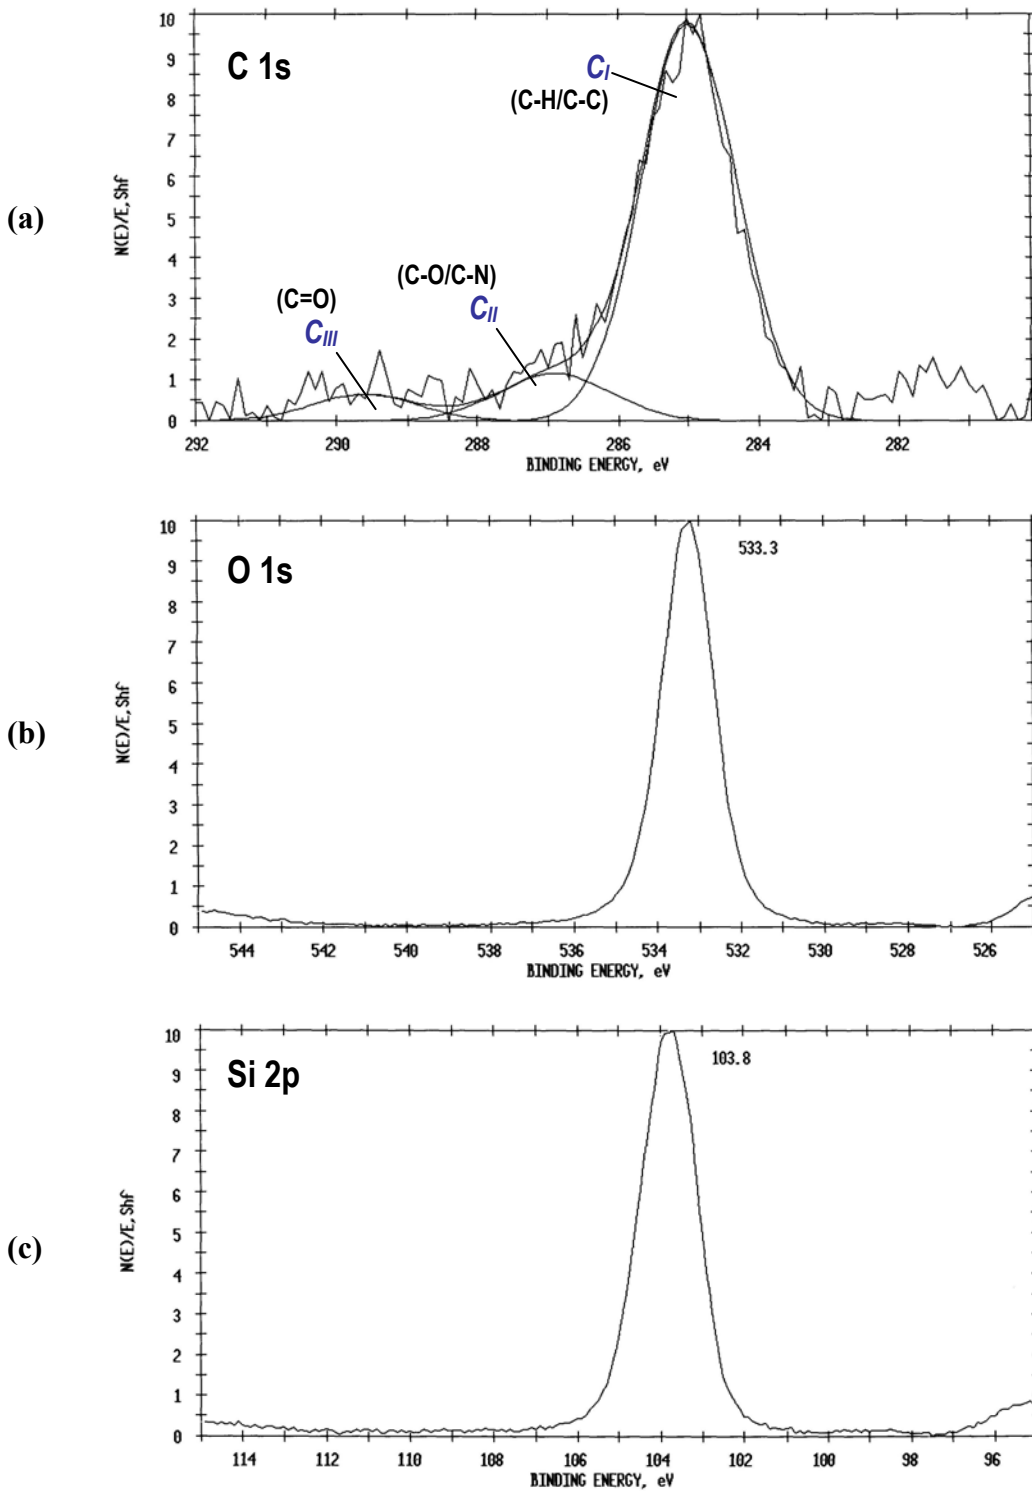 (a)
C 1s
C_I
(C-H/C-C)
(C-O/C-N)
C_II
(C=O)
C_III
N(E)/E,Shf
10
9
8
7
6
5
4
3
2
1
0
292 290 288 286 284 282
BINDING ENERGY, eV
(b)
O 1s
533.3
N(E)/E,Shf
10
9
8
7
6
5
4
3
2
1
0
544 542 540 538 536 534 532 530 528 526
BINDING ENERGY, eV
(c)
Si 2p
103.8
N(E)/E,Shf
10
9
8
7
6
5
4
3
2
1
0
114 112 110 108 106 104 102 100 98 96
BINDING ENERGY, eV